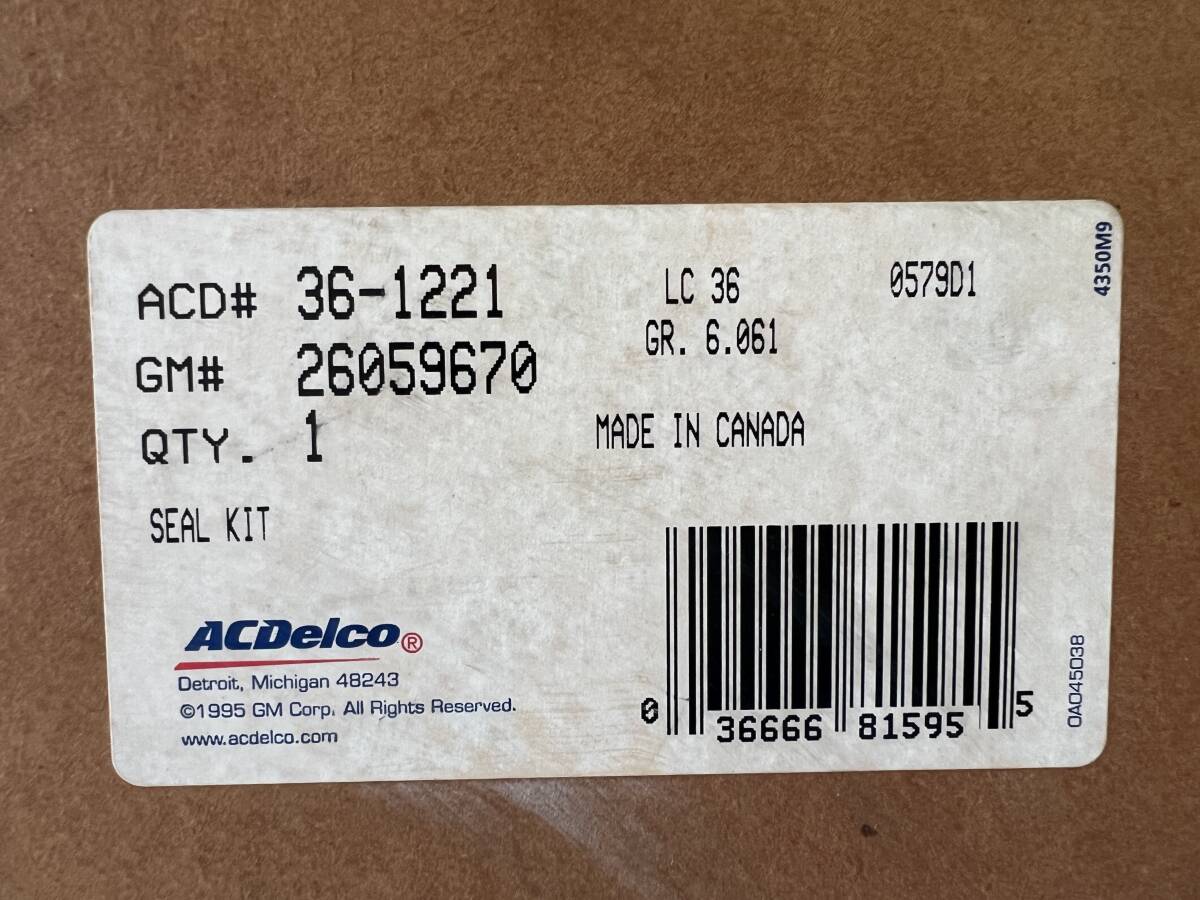 ACD# 36-1221
GM# 26059670
QTY. 1
SEAL KIT
LC 36
GR. 6.061
0579D1
MADE IN CANADA
4350M9
ACDelco®
Detroit, Michigan 48243
©1995 GM Corp. All Rights Reserved.
www.acdelco.com
0 36666 81595 5
0A045038